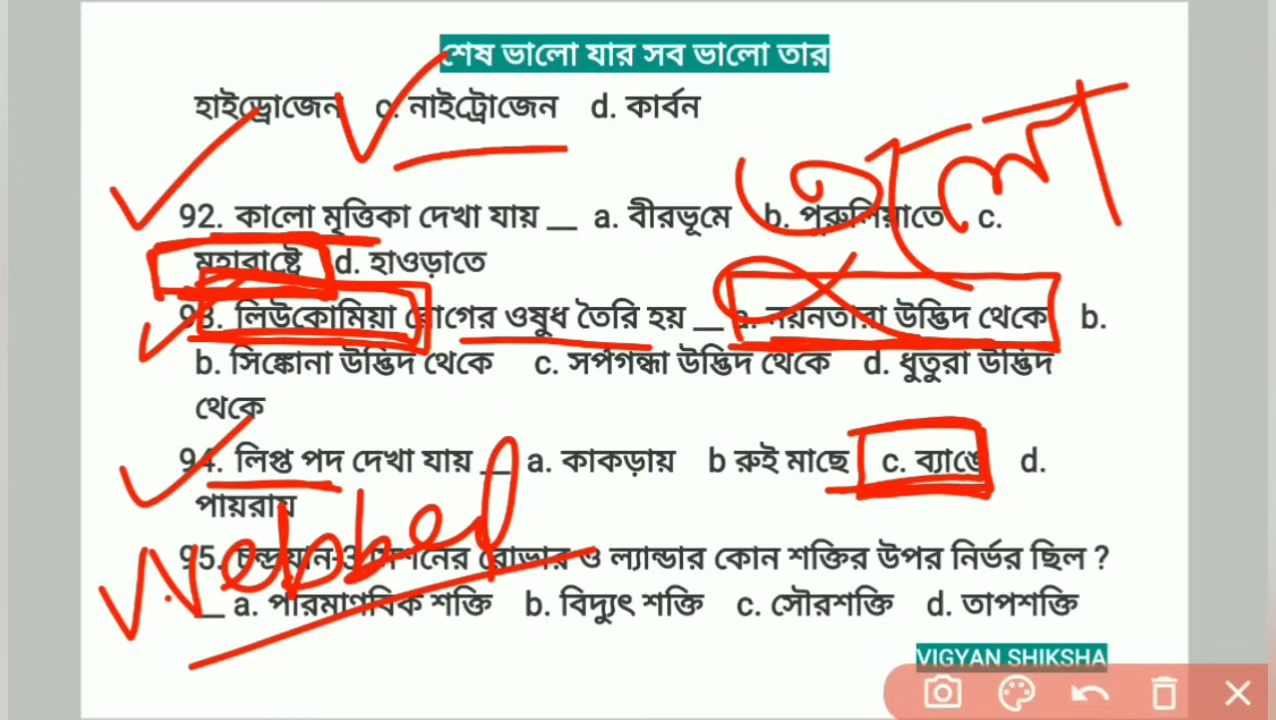 শেষ ভালো যার সব ভালো তার
হাইড্রোজেন c. নাইট্রোজেন d. কার্বন
92. কালো মৃত্তিকা দেখা যায় __ a. বীরভূমে b. পুরুলিয়াতে c.
মহারাষ্টে d. হাওড়াতে
93. লিউকোমিয়া রোগের ওষুধ তৈরি হয় __ a. নয়নতারা উদ্ভিদ থেকে b.
b. সিঙ্কোনা উদ্ভিদ থেকে c. সর্পগন্ধা উদ্ভিদ থেকে d. ধুতুরা উদ্ভিদ
থেকে
94. লিপ্ত পদ দেখা যায় __ a. কাকড়ায় b রুই মাছে c. ব্যাঙে d.
পায়রায়
Webbed
95. চন্দ্রযান-3 মিশনের রোভার ও ল্যান্ডার কোন শক্তির উপর নির্ভর ছিল ?
__ a. পারমাণবিক শক্তি b. বিদ্যুৎ শক্তি c. সৌরশক্তি d. তাপশক্তি
VIGYAN SHIKSHA